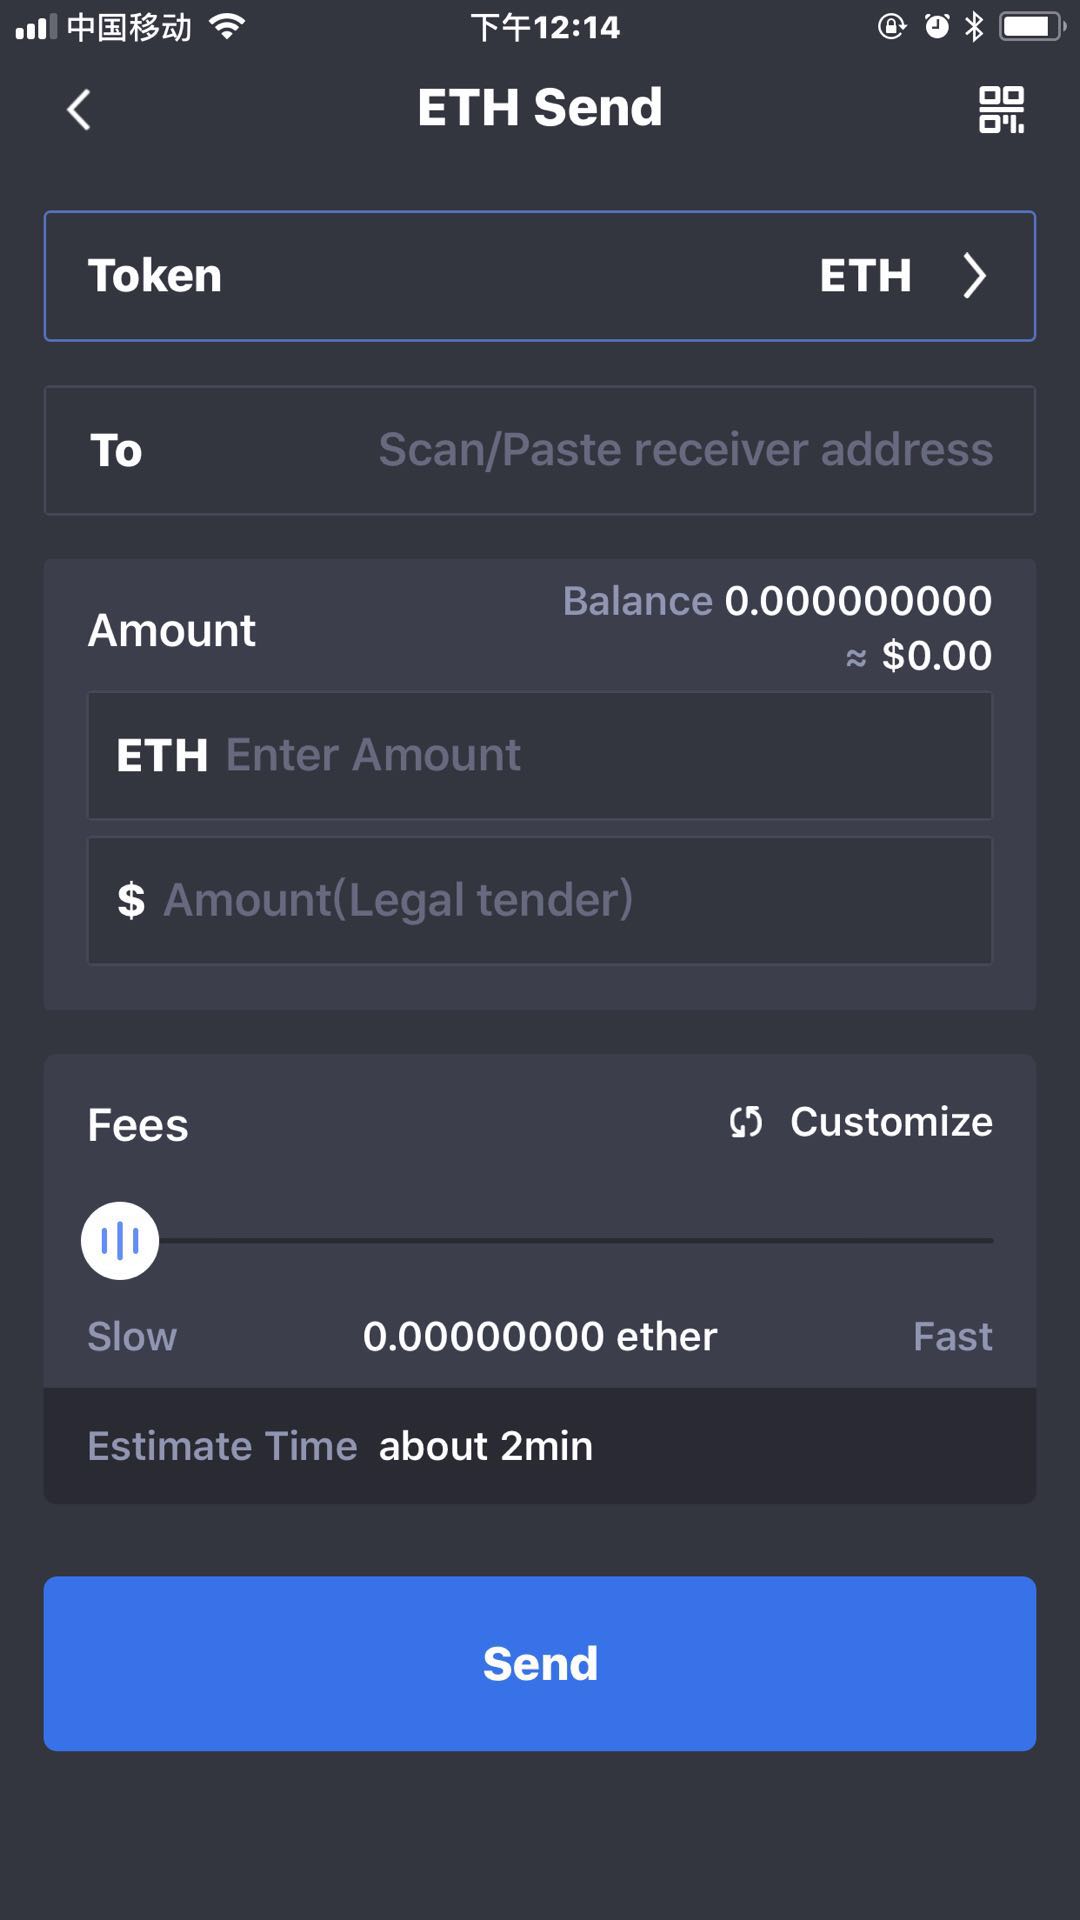 中国移动 下午12:14
ETH Send
Token ETH
To Scan/Paste receiver address
Balance 0.000000000
Amount
≈ $0.00
ETH Enter Amount
$ Amount(Legal tender)
Fees Customize
Slow 0.00000000 ether Fast
Estimate Time about 2min
Send